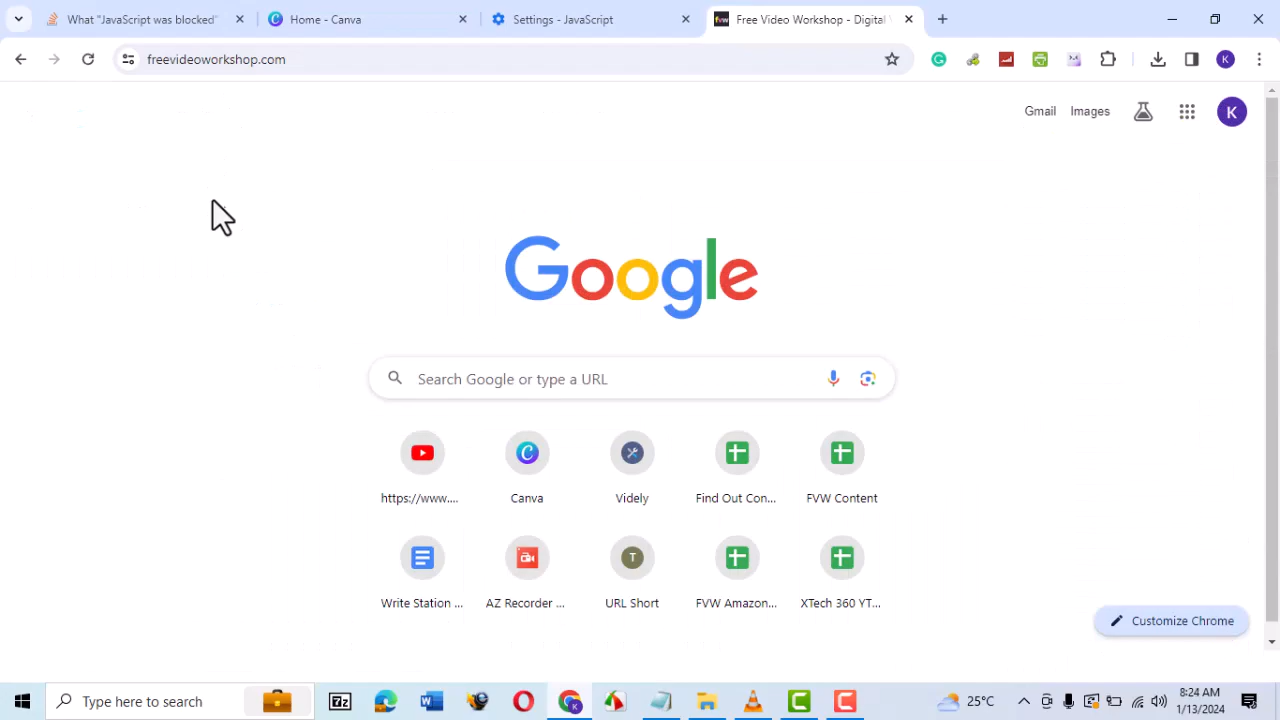 What "JavaScript was blocked"
Home - Canva
Settings - JavaScript
fvw
Free Video Workshop - Digital
freevideoworkshop.com
K
Gmail
Images
K
Google
Search Google or type a URL
https://www....
Canva
Videly
Find Out Con...
FVW Content
T
Write Station ...
AZ Recorder ...
URL Short
FVW Amazon...
XTech 360 YT...
Customize Chrome
Type here to search
25°C
8:24 AM
1/13/2024